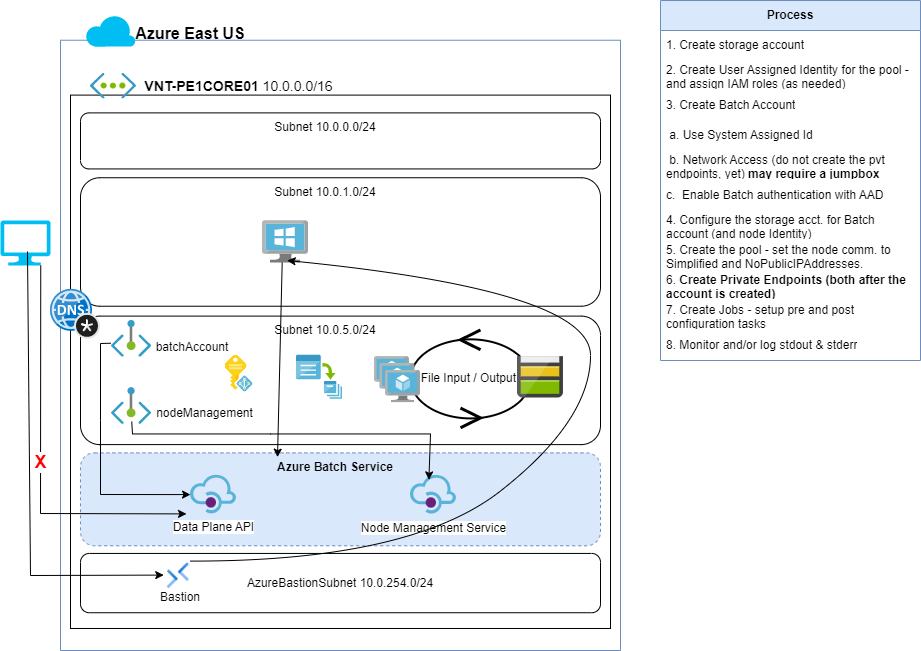 Azure East US
VNT-PE1CORE01 10.0.0.0/16
Subnet 10.0.0.0/24
Subnet 10.0.1.0/24
DNS
*
Subnet 10.0.5.0/24
batchAccount
File Input / Output
nodeManagement
X
Azure Batch Service
Data Plane API
Node Management Service
AzureBastionSubnet 10.0.254.0/24
Bastion
Process
1. Create storage account
2. Create User Assigned Identity for the pool -
and assign IAM roles (as needed)
3. Create Batch Account
a. Use System Assigned Id
b. Network Access (do not create the pvt
endpoints, yet) may require a jumpbox
c. Enable Batch authentication with AAD
4. Configure the storage acct. for Batch
account (and node Identity)
5. Create the pool - set the node comm. to
Simplified and NoPublicIPAddresses.
6. Create Private Endpoints (both after the
account is created)
7. Create Jobs - setup pre and post
configuration tasks
8. Monitor and/or log stdout & stderr